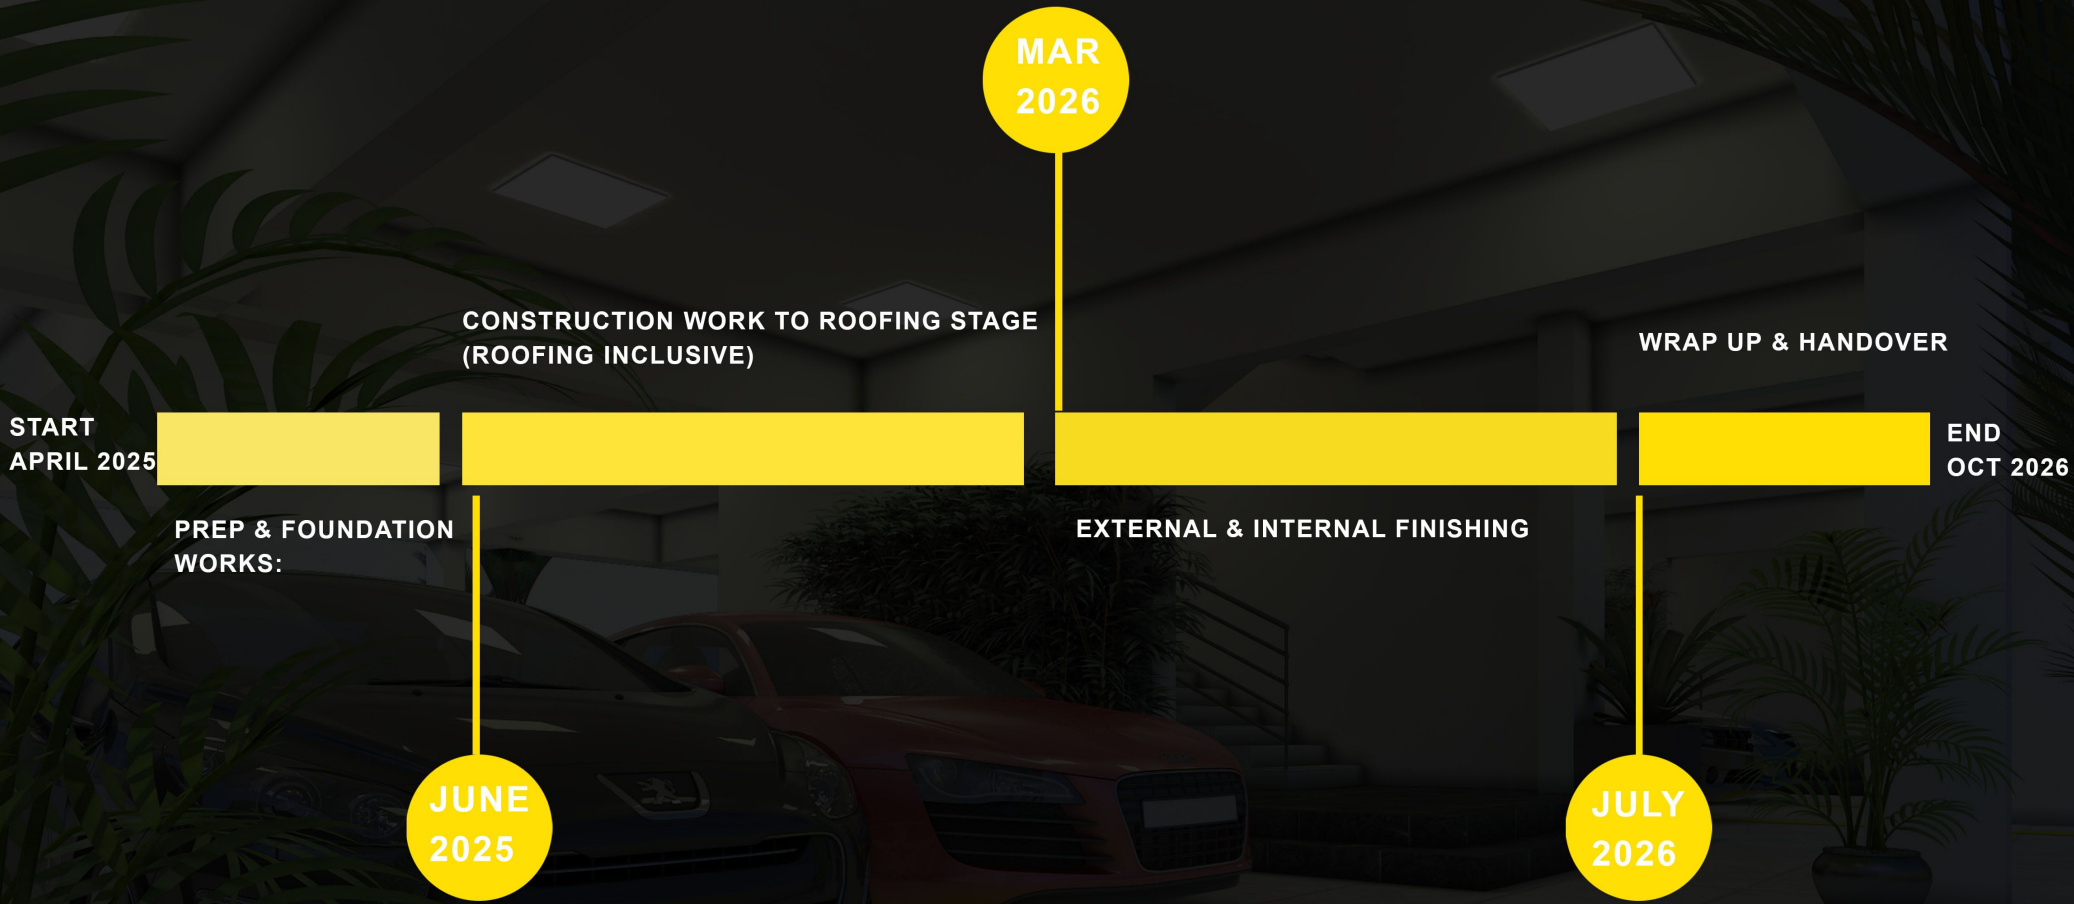 MAR
2026
CONSTRUCTION WORK TO ROOFING STAGE
(ROOFING INCLUSIVE)
WRAP UP & HANDOVER
START
APRIL 2025
END
OCT 2026
PREP & FOUNDATION
WORKS:
EXTERNAL & INTERNAL FINISHING
JUNE
2025
JULY
2026